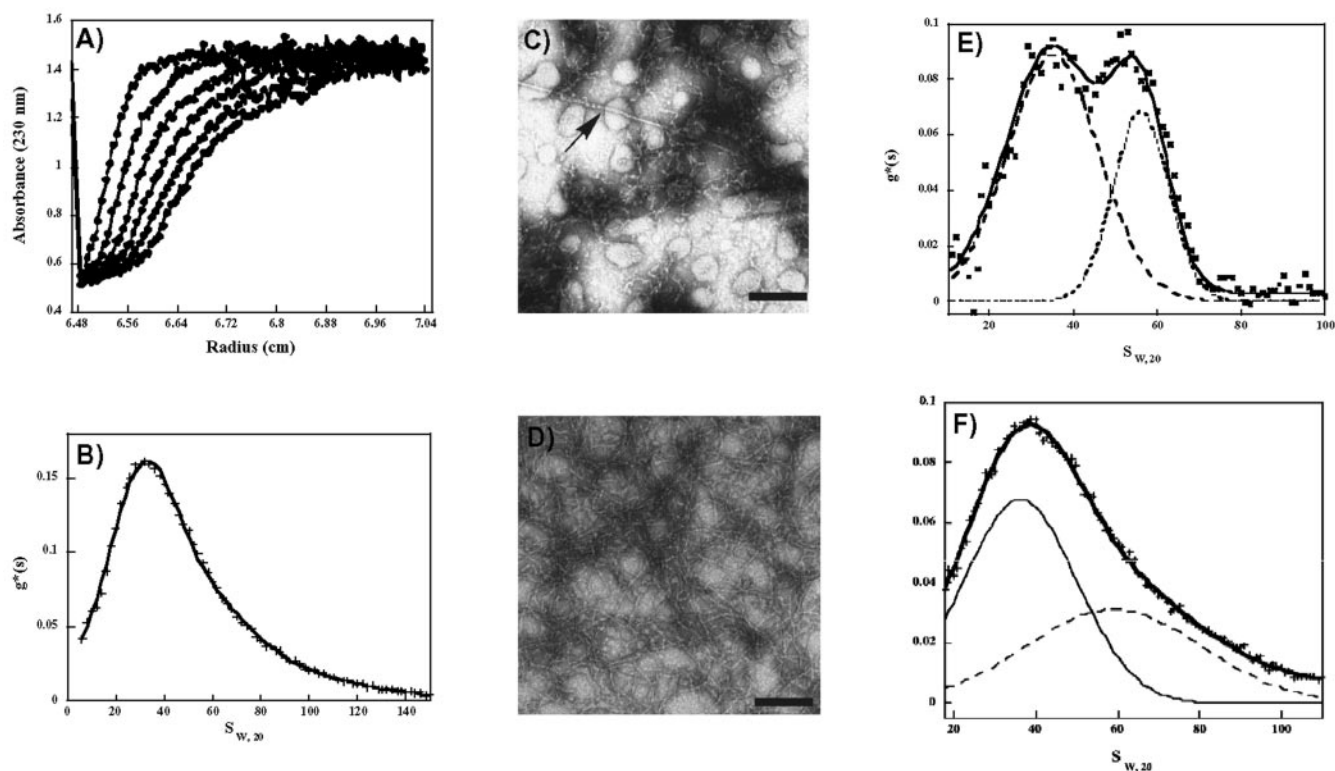 A)
1.6
1.4
1.2
1
0.8
0.6
0.4
Absorbance (230 nm)
6.48 6.56 6.64 6.72 6.8 6.88 6.96 7.04
Radius (cm)
B)
0.15
0.1
0.05
0
g*(s)
0 20 40 60 80 100 120 140
S W, 20
C)
D)
E)
0.1
0.08
0.06
0.04
0.02
0
g*(s)
20 40 60 80 100
S W, 20
F)
0.1
0.08
0.06
0.04
0.02
0
20 40 60 80 100
S W, 20